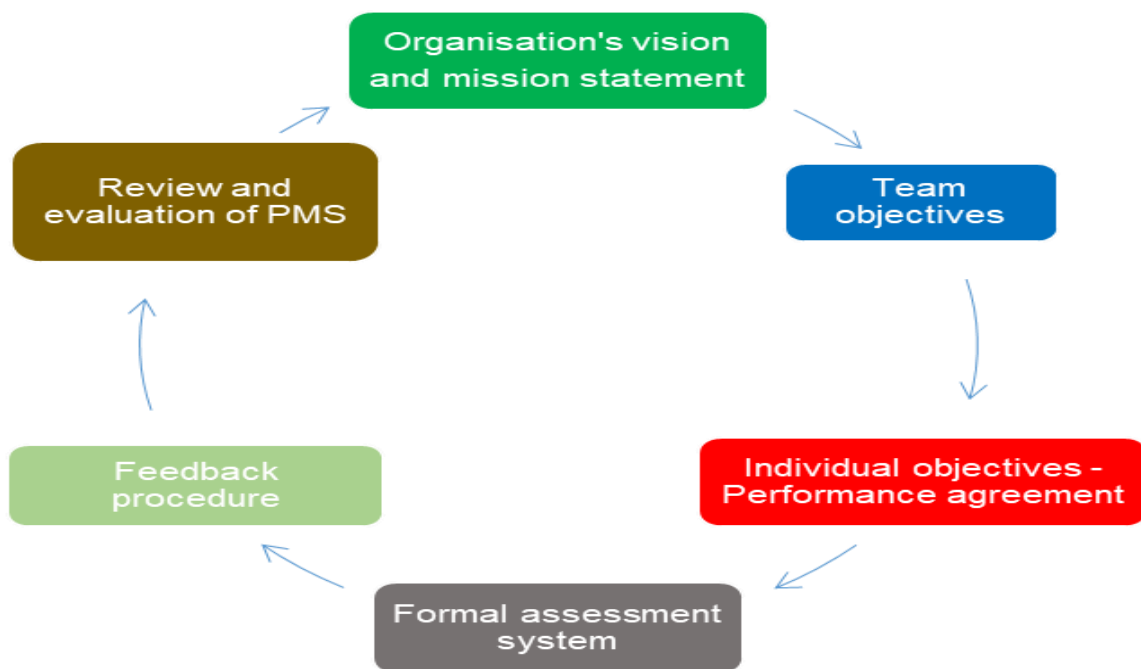 Organisation's vision
and mission statement
Team
objectives
Individual objectives -
Performance agreement
Formal assessment
system
Feedback
procedure
Review and
evaluation of PMS